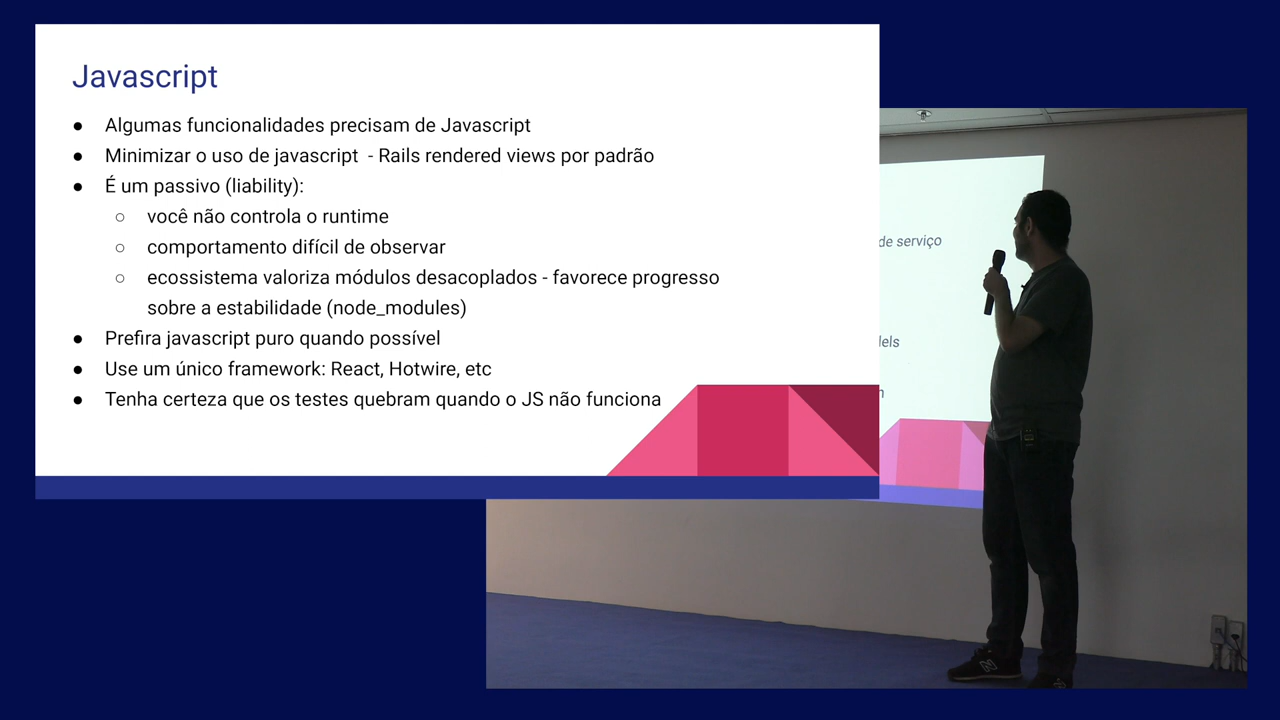 Javascript
● Algumas funcionalidades precisam de Javascript
● Minimizar o uso de javascript - Rails rendered views por padrão
● É um passivo (liability):
○ você não controla o runtime
○ comportamento difícil de observar
○ ecossistema valoriza módulos desacoplados - favorece progresso
sobre a estabilidade (node_modules)
● Prefira javascript puro quando possível
● Use um único framework: React, Hotwire, etc
● Tenha certeza que os testes quebram quando o JS não funciona
de serviço